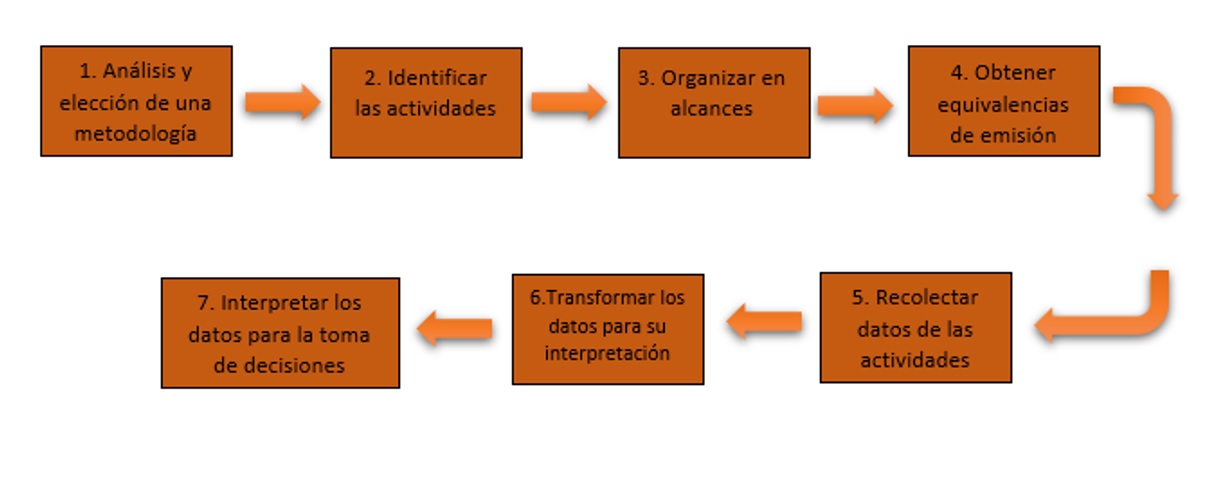 1. Análisis y
elección de una
metodología
2. Identificar
las actividades
3. Organizar en
alcances
4. Obtener
equivalencias
de emisión
5. Recolectar
datos de las
actividades
6.Transformar los
datos para su
interpretación
7. Interpretar los
datos para la toma
de decisiones